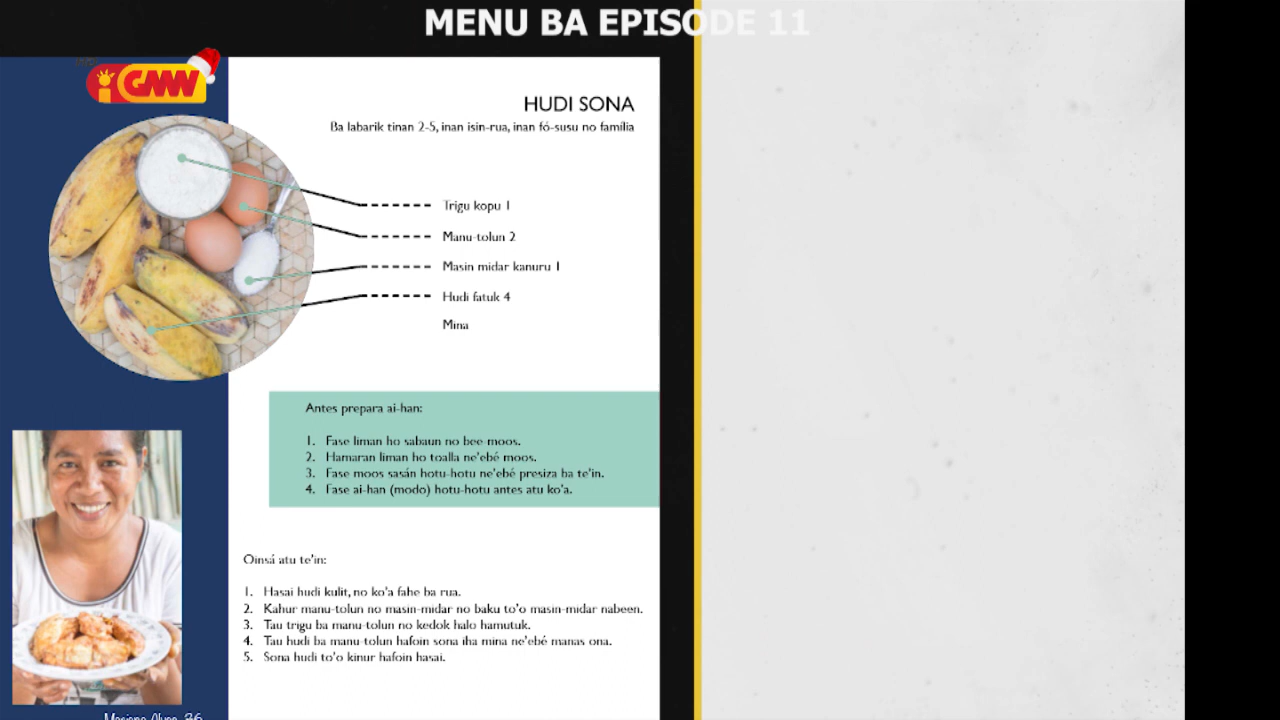 MENU BA EPISODE 11
GMW
HUDI SONA
Ba labarik tinan 2-5, inan isin-rua, inan fó-susu no família
Trigu kopu 1
Manu-tolun 2
Masin midar kanuru 1
Hudi fatuk 4
Mina
Antes prepara ai-han:
1. Fase liman ho sabaun no bee-moos.
2. Hamaran liman ho toalla ne'ebé moos.
3. Fase moos sasán hotu-hotu ne'ebé presiza ba te'in.
4. Fase ai-han (modo) hotu-hotu antes atu ko'a.
Oinsá atu te'in:
1. Hasai hudi kulit, no ko'a fahe ba rua.
2. Kahur manu-tolun no masin-midar no baku to'o masin-midar nabeen.
3. Tau trigu ba manu-tolun no kedok halo hamutuk.
4. Tau hudi ba manu-tolun hafoin sona iha mina ne'ebé manas ona.
5. Sona hudi to'o kinur hafoin hasai.